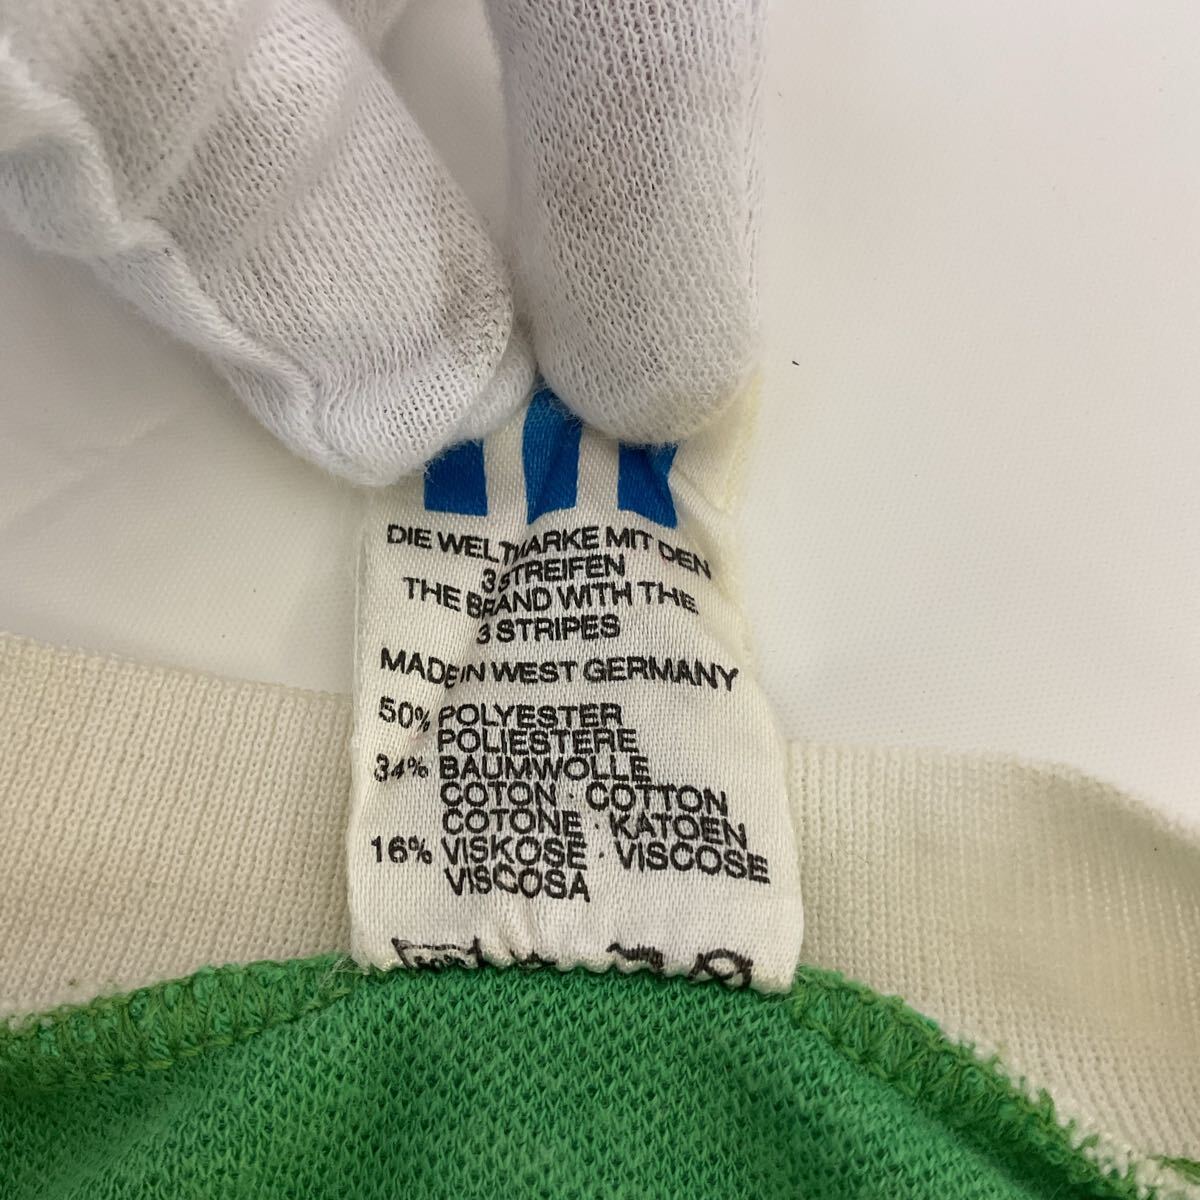 DIE WELTMARKE MIT DEN
3 STREIFEN
THE BRAND WITH THE
3 STRIPES
MADE IN WEST GERMANY
50% POLYESTER
POLIESTERE
34% BAUMWOLLE
COTON · COTTON
COTONE · KATOEN
16% VISKOSE · VISCOSE
VISCOSA